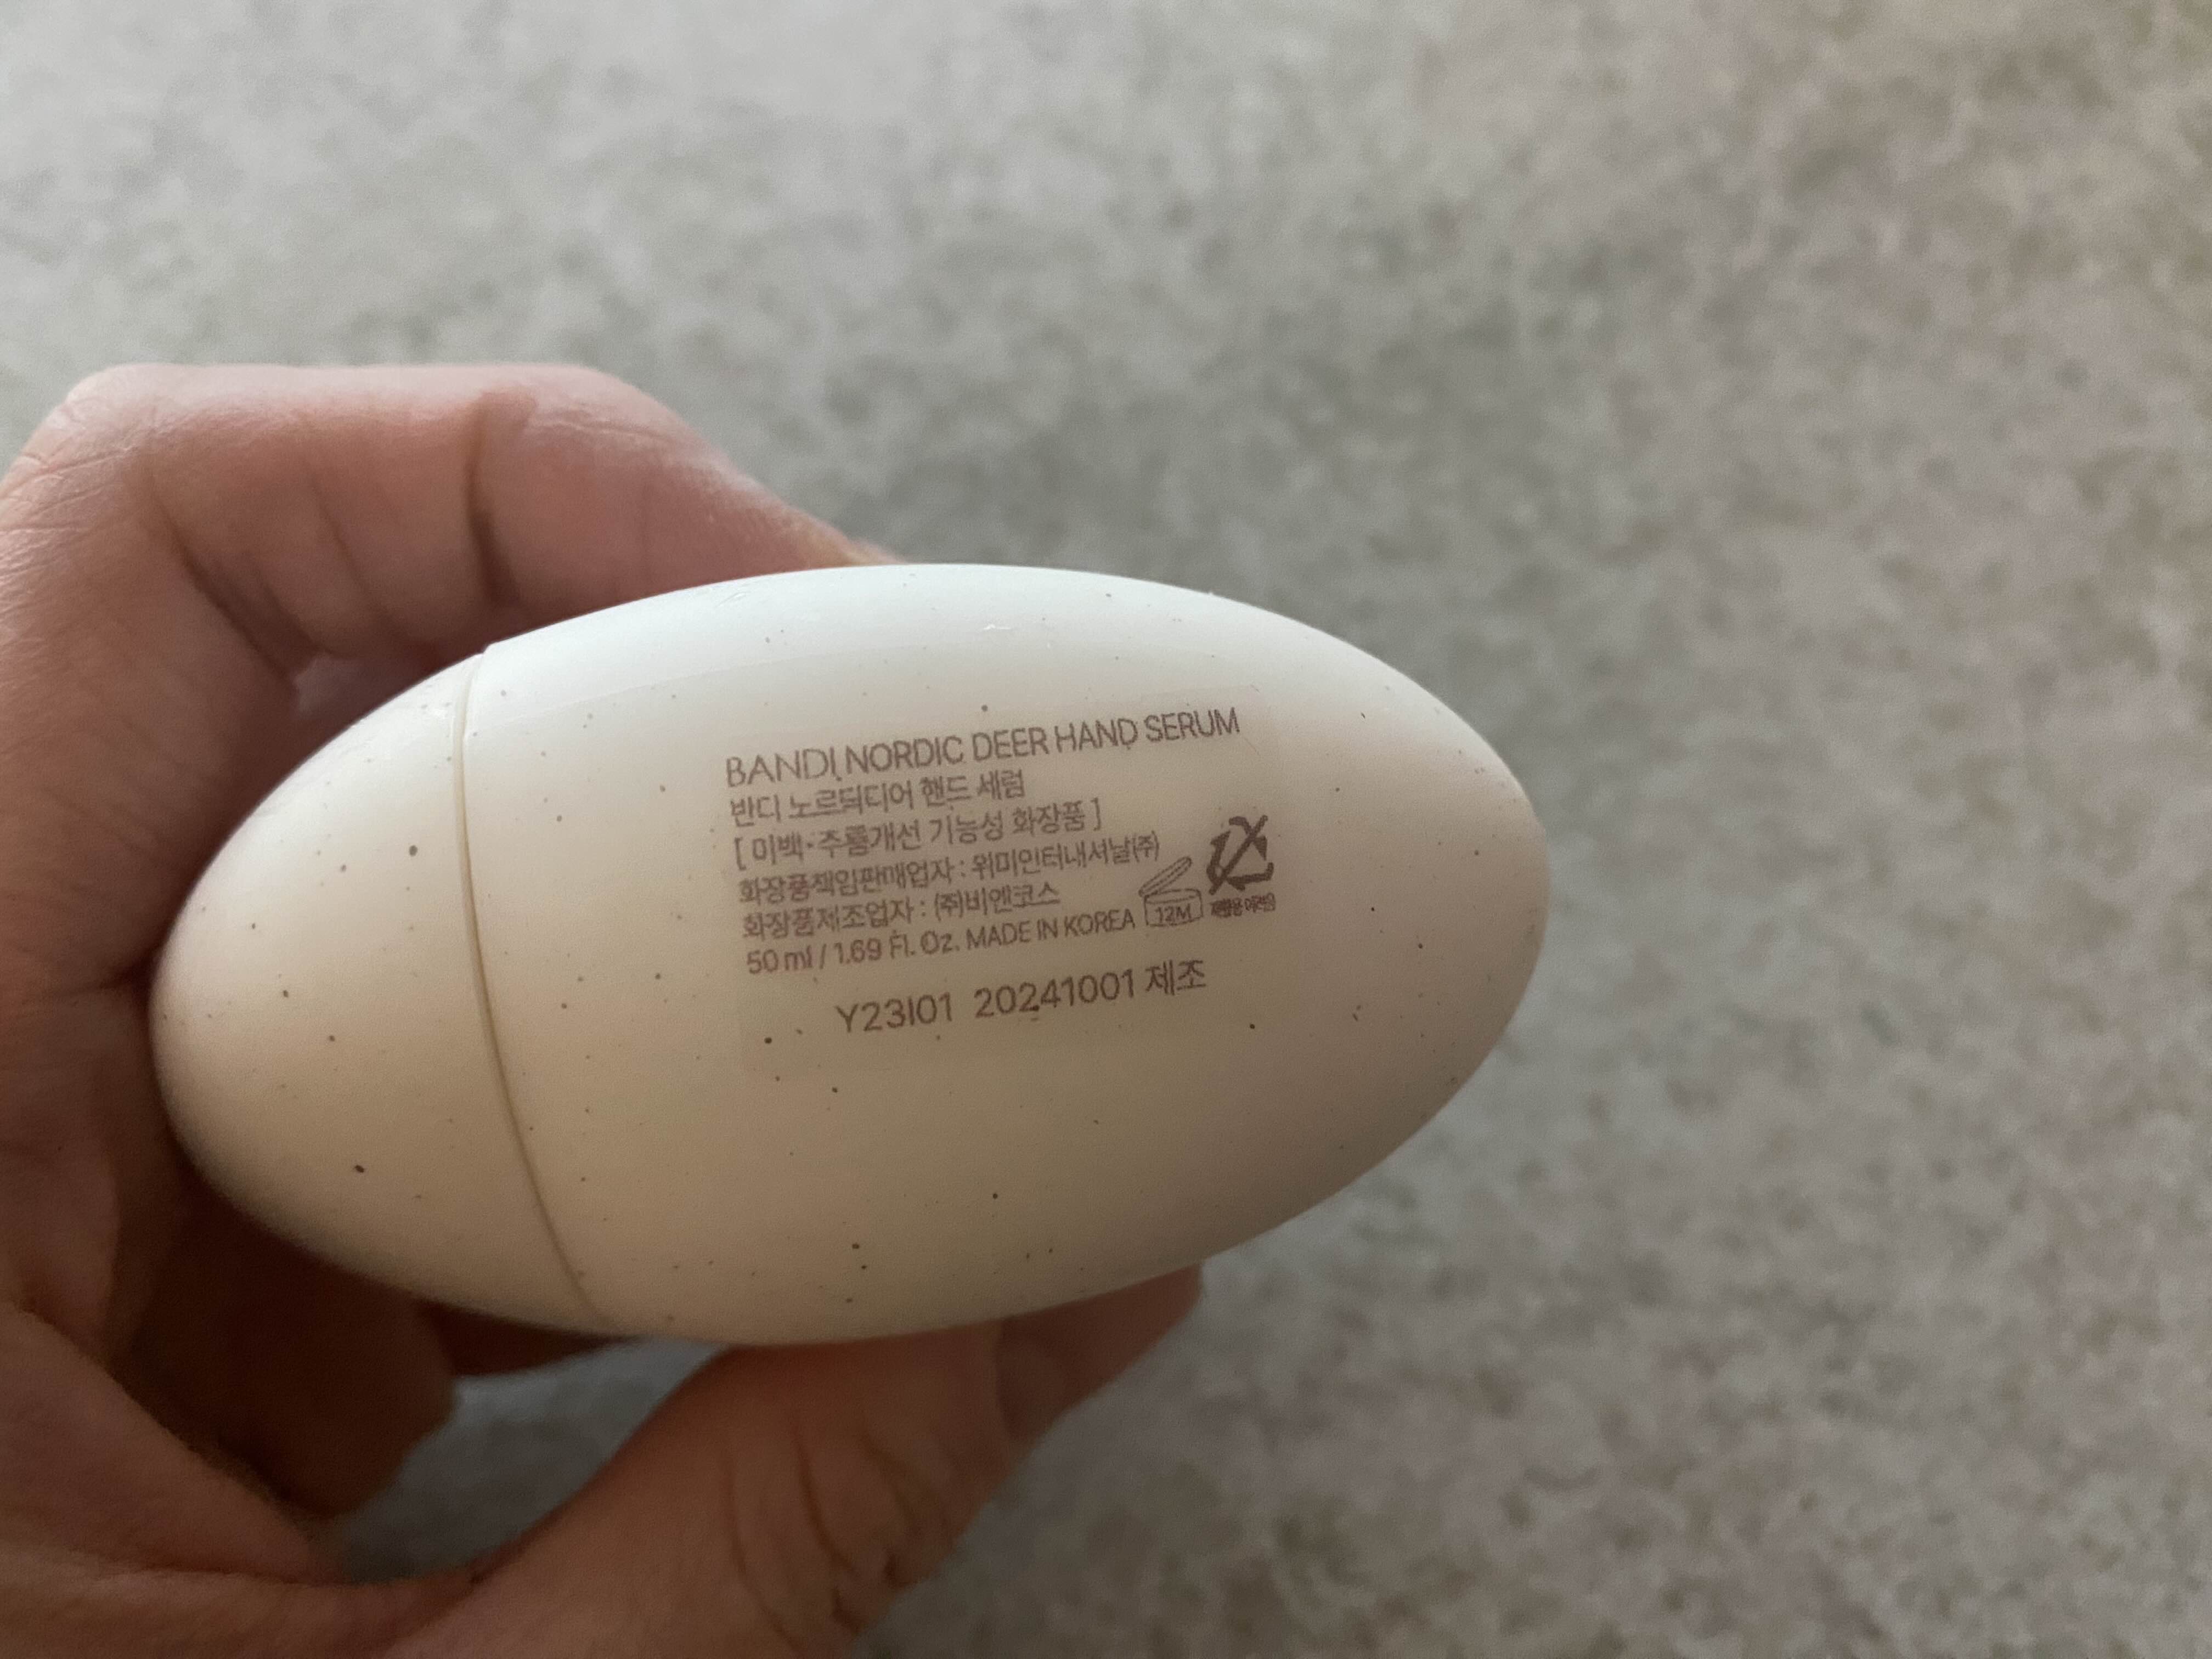 BANDI NORDIC DEER HAND SERUM
반디 노르딕디어 핸드 세럼
[ 미백·주름개선 기능성 화장품 ]
화장품책임판매업자 : 위미인터내셔날(주)
화장품제조업자 : (주)비앤코스
50 ml / 1.69 Fl. Oz. MADE IN KOREA
12M
Y23I01 20241001 제조